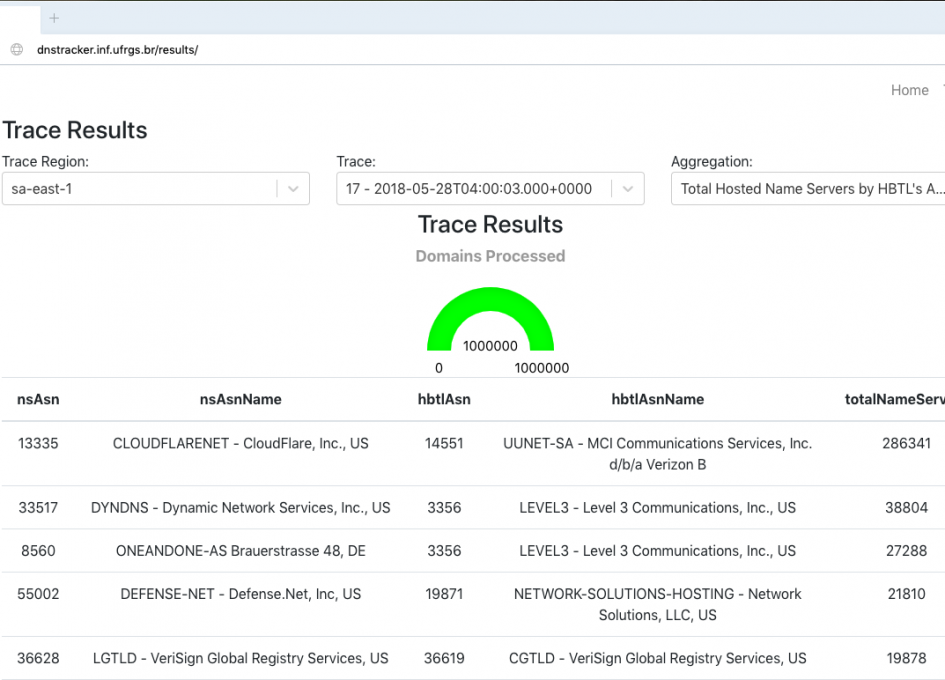 +
dnstracker.inf.ufrgs.br/results/
Home
Trace Results
Trace Region: Trace: Aggregation:
sa-east-1 17 - 2018-05-28T04:00:03.000+0000 Total Hosted Name Servers by HBTL's A...
Trace Results
Domains Processed
1000000
0 1000000
nsAsn nsAsnName hbtlAsn hbtlAsnName totalNameServ
13335 CLOUDFLARENET - CloudFlare, Inc., US 14551 UUNET-SA - MCI Communications Services, Inc. 286341
d/b/a Verizon B
33517 DYNDNS - Dynamic Network Services, Inc., US 3356 LEVEL3 - Level 3 Communications, Inc., US 38804
8560 ONEANDONE-AS Brauerstrasse 48, DE 3356 LEVEL3 - Level 3 Communications, Inc., US 27288
55002 DEFENSE-NET - Defense.Net, Inc, US 19871 NETWORK-SOLUTIONS-HOSTING - Network 21810
Solutions, LLC, US
36628 LGTLD - VeriSign Global Registry Services, US 36619 CGTLD - VeriSign Global Registry Services, US 19878